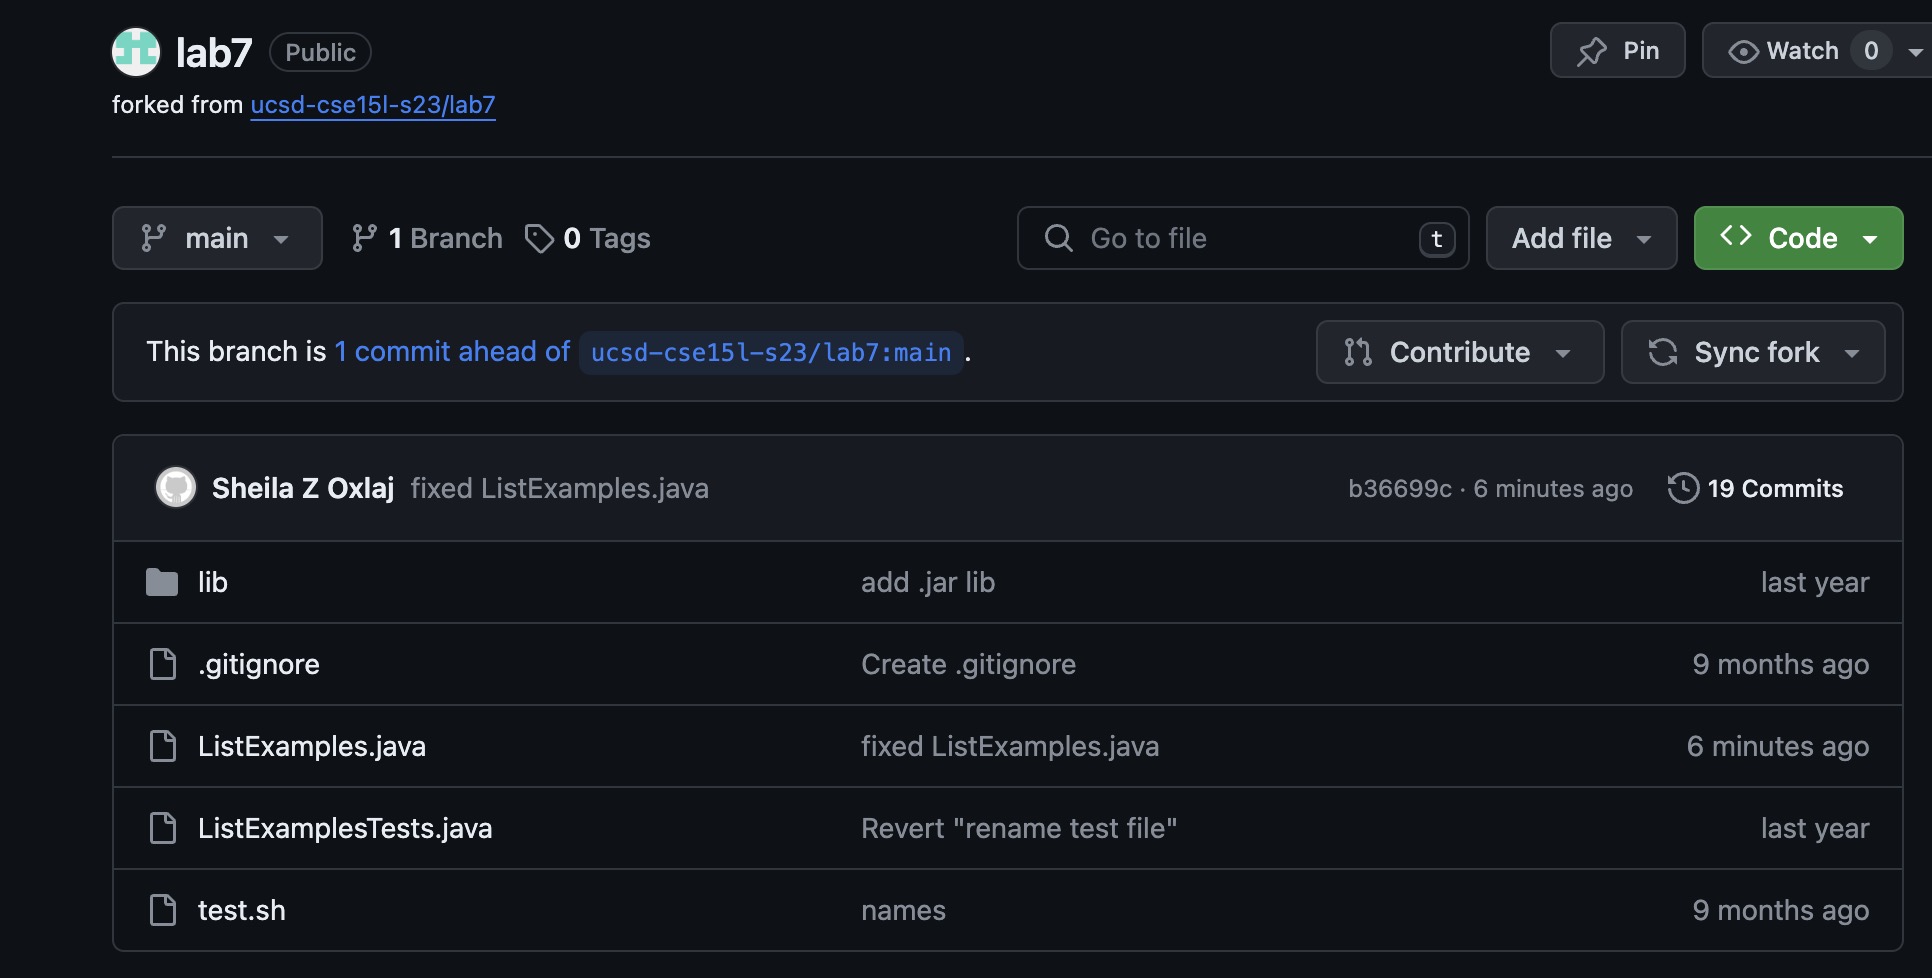 lab7 Public Pin Watch 0
forked from ucsd-cse15l-s23/lab7
main 1 Branch 0 Tags Go to file t Add file Code
This branch is 1 commit ahead of ucsd-cse15l-s23/lab7:main . Contribute Sync fork
Sheila Z Oxlaj fixed ListExamples.java b36699c · 6 minutes ago 19 Commits
lib add .jar lib last year
.gitignore Create .gitignore 9 months ago
ListExamples.java fixed ListExamples.java 6 minutes ago
ListExamplesTests.java Revert "rename test file" last year
test.sh names 9 months ago